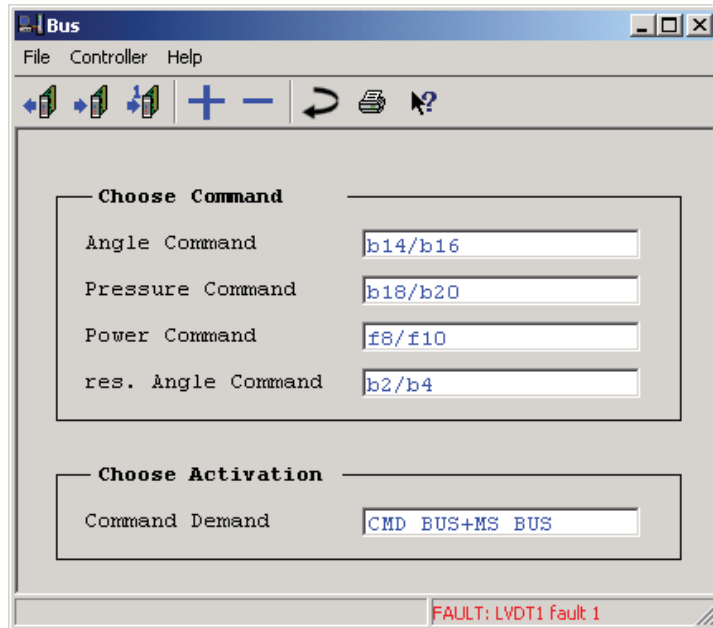 Bus
File Controller Help
1
?
Choose Command
Angle Command b14/b16
Pressure Command b18/b20
Power Command f8/f10
res. Angle Command b2/b4
Choose Activation
Command Demand CMD BUS+MS BUS
FAULT: LVDT1 fault 1